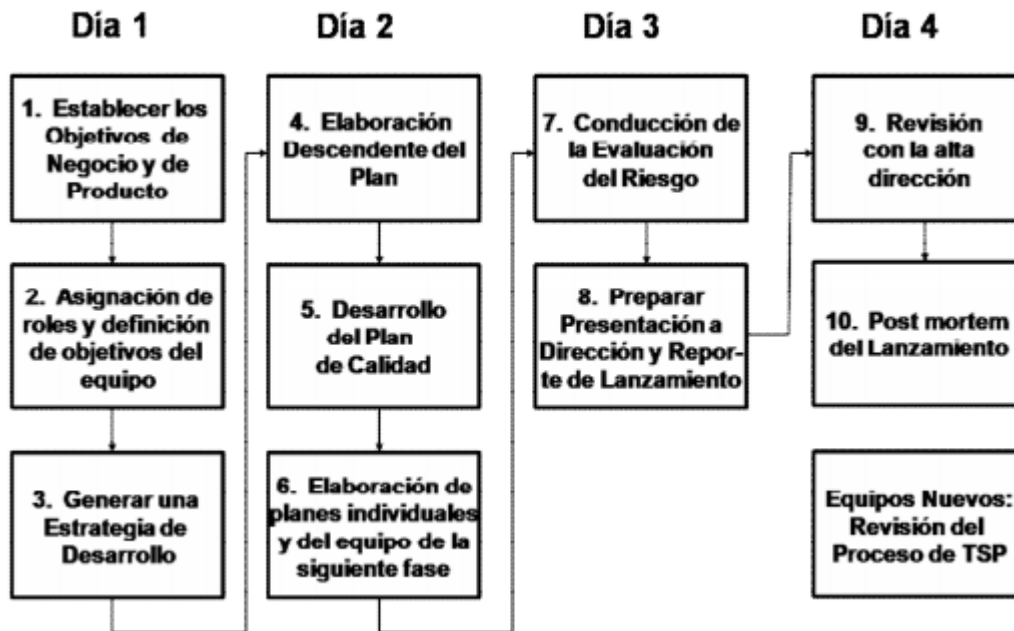 Día 1
Día 2
Día 3
Día 4
1. Establecer los
Objetivos de
Negocio y de
Producto
2. Asignación de
roles y definición
de objetivos del
equipo
3. Generar una
Estrategia de
Desarrollo
4. Elaboración
Descendente del
Plan
5. Desarrollo
del Plan
de Calidad
6. Elaboración de
planes individuales
y del equipo de la
siguiente fase
7. Conducción de
la Evaluación
del Riesgo
8. Preparar
Presentación a
Dirección y Repor-
te de Lanzamiento
9. Revisión
con la alta
dirección
10. Post mortem
del Lanzamiento
Equipos Nuevos:
Revisión del
Proceso de TSP